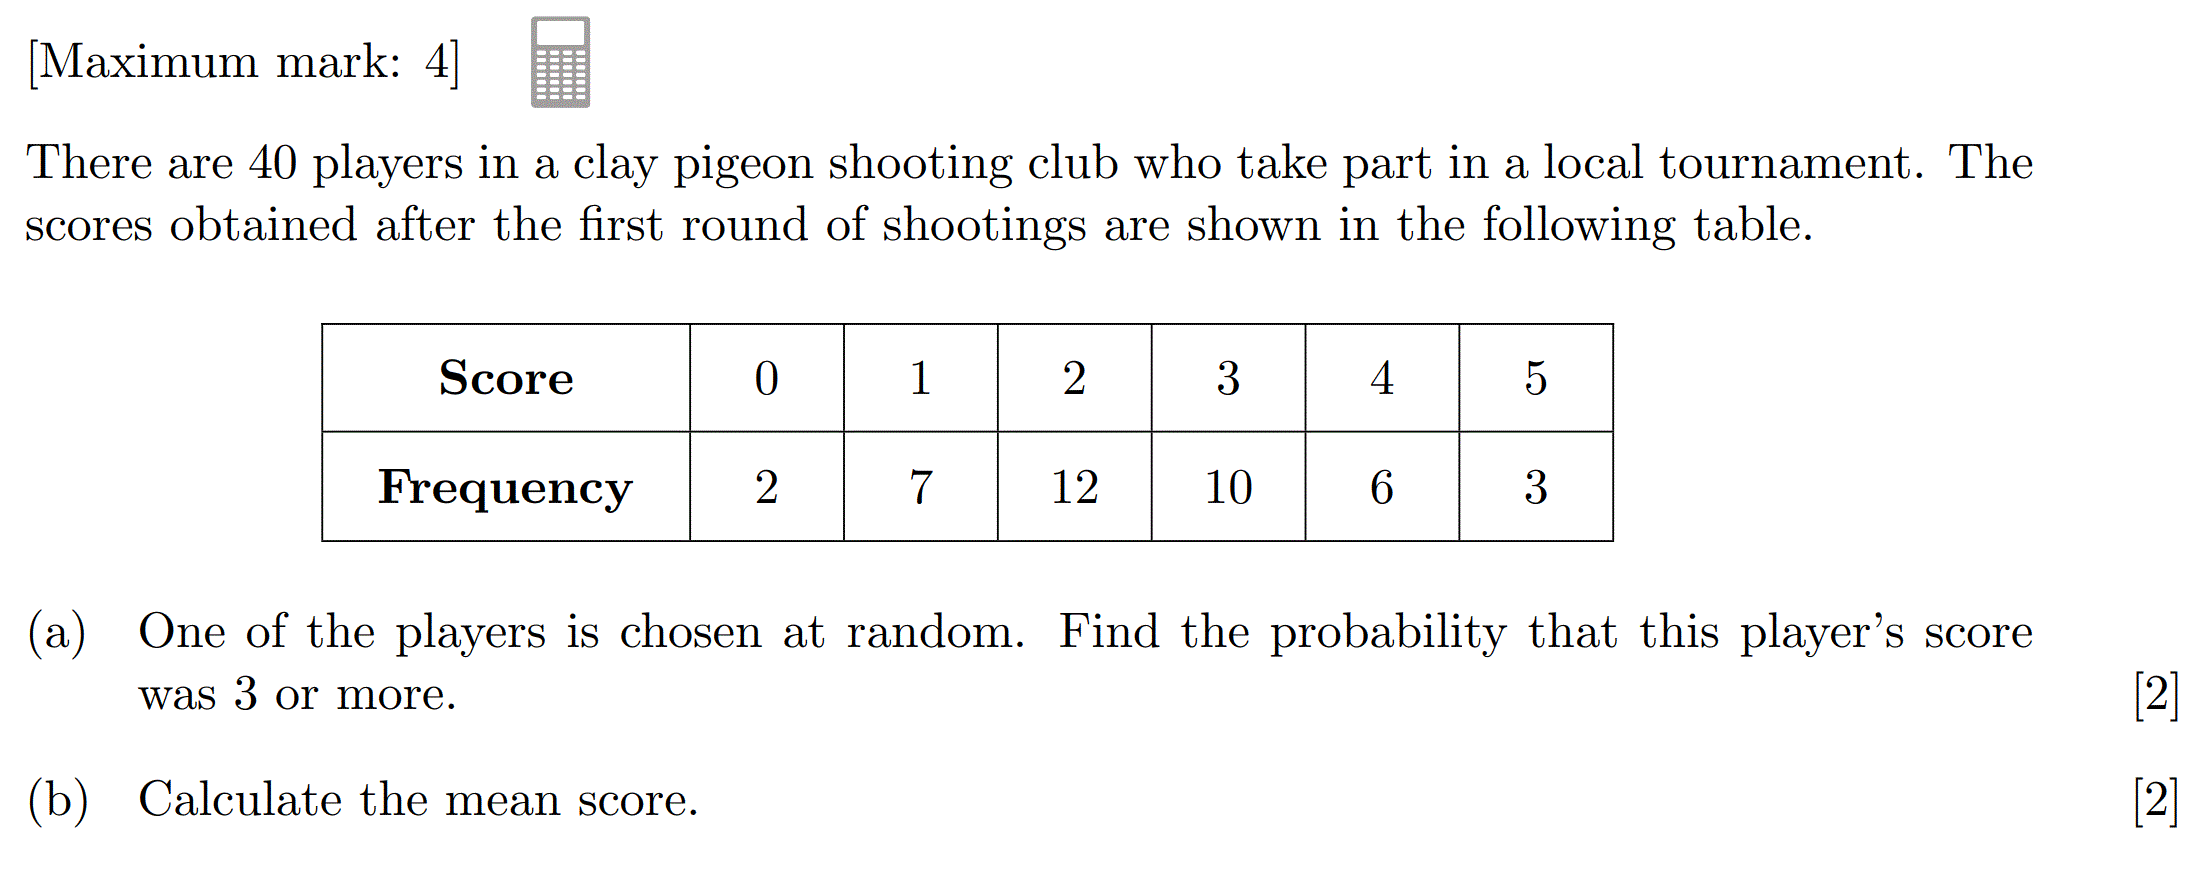 [Maximum mark: 4]
There are 40 players in a clay pigeon shooting club who take part in a local tournament. The
scores obtained after the first round of shootings are shown in the following table.
Score 0 1 2 3 4 5
Frequency 2 7 12 10 6 3
(a) One of the players is chosen at random. Find the probability that this player's score
was 3 or more. [2]
(b) Calculate the mean score. [2]